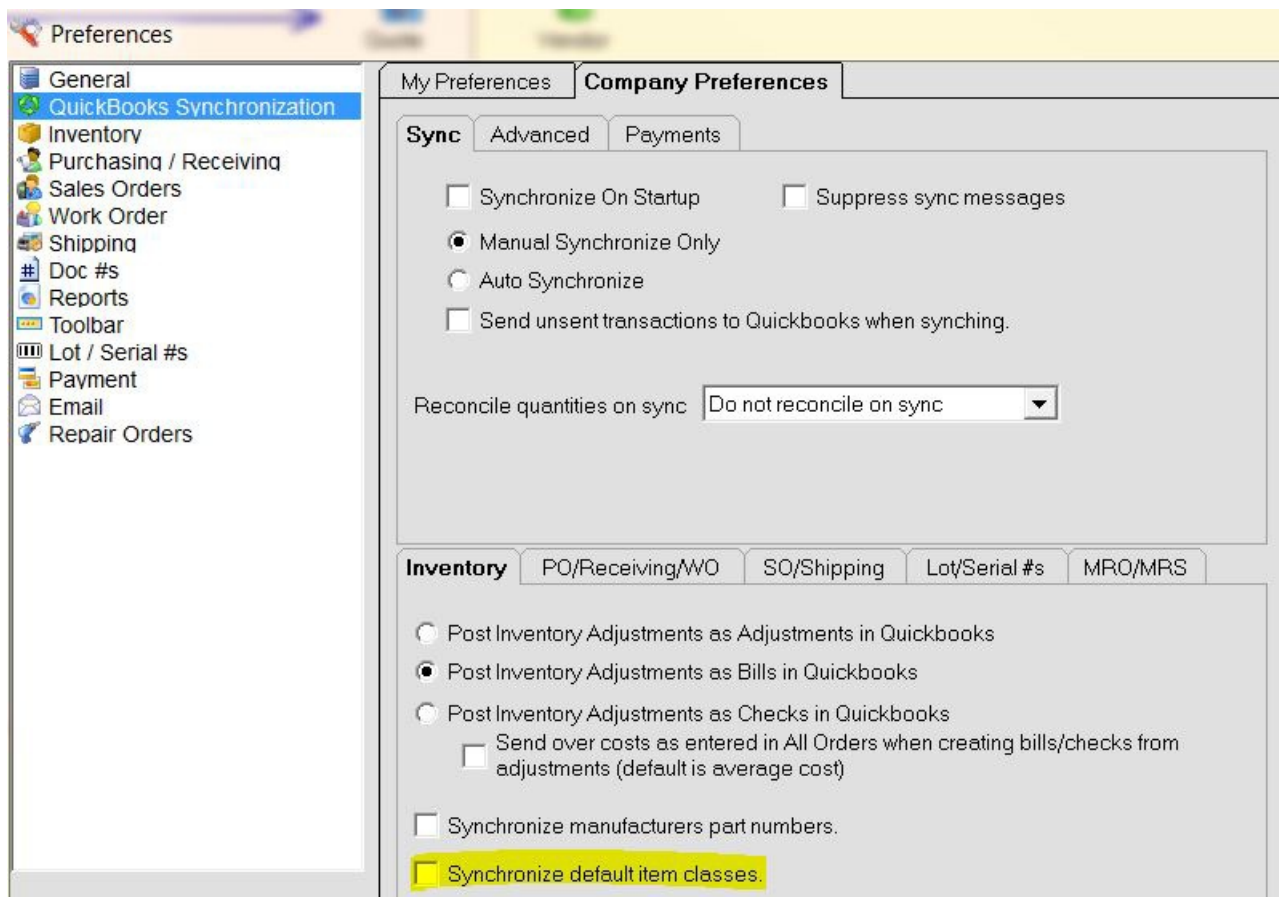 Quote Vendor
Preferences
General
QuickBooks Synchronization
Inventory
Purchasing / Receiving
Sales Orders
Work Order
Shipping
Doc #s
Reports
Toolbar
Lot / Serial #s
Payment
Email
Repair Orders
My Preferences Company Preferences
Sync Advanced Payments
Synchronize On Startup Suppress sync messages
Manual Synchronize Only
Auto Synchronize
Send unsent transactions to Quickbooks when synching.
Reconcile quantities on sync Do not reconcile on sync
Inventory PO/Receiving/WO SO/Shipping Lot/Serial #s MRO/MRS
Post Inventory Adjustments as Adjustments in Quickbooks
Post Inventory Adjustments as Bills in Quickbooks
Post Inventory Adjustments as Checks in Quickbooks
Send over costs as entered in All Orders when creating bills/checks from
adjustments (default is average cost)
Synchronize manufacturers part numbers.
Synchronize default item classes.